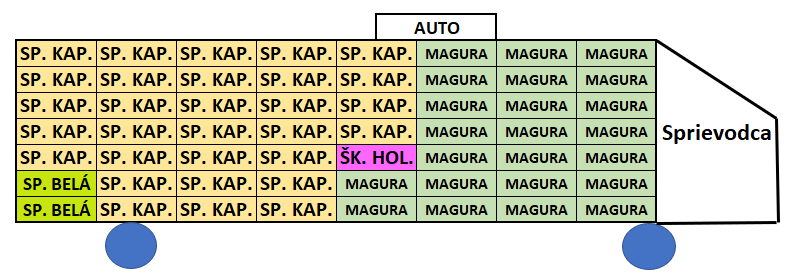 AUTO
SP. KAP. SP. KAP. SP. KAP. SP. KAP. SP. KAP. MAGURA MAGURA MAGURA
SP. KAP. SP. KAP. SP. KAP. SP. KAP. SP. KAP. MAGURA MAGURA MAGURA
SP. KAP. SP. KAP. SP. KAP. SP. KAP. SP. KAP. MAGURA MAGURA MAGURA
SP. KAP. SP. KAP. SP. KAP. SP. KAP. SP. KAP. MAGURA MAGURA MAGURA
Sprievodca
SP. KAP. SP. KAP. SP. KAP. SP. KAP. ŠK. HOL. MAGURA MAGURA MAGURA
SP. BELÁ SP. KAP. SP. KAP. SP. KAP. MAGURA MAGURA MAGURA MAGURA
SP. BELÁ SP. KAP. SP. KAP. SP. KAP. MAGURA MAGURA MAGURA MAGURA